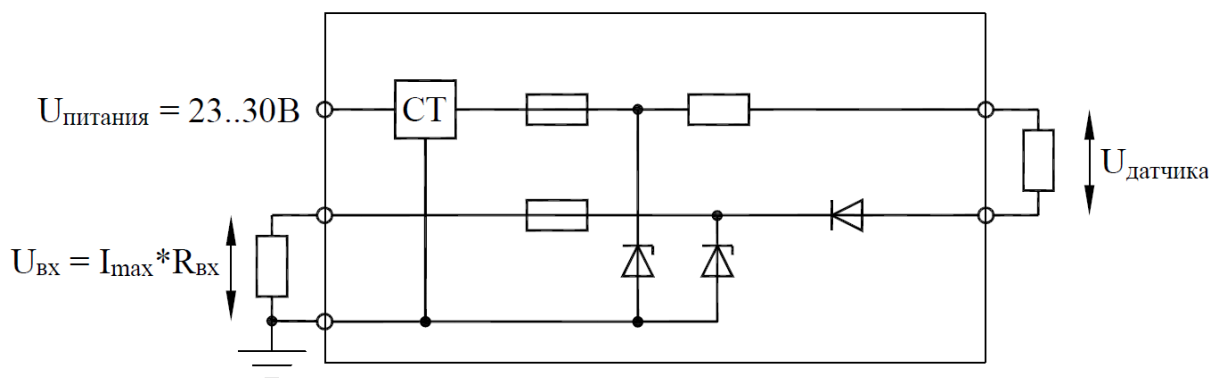 Uпитания = 23..30В
СТ
Uдатчика
Uвх = Imax*Rвх